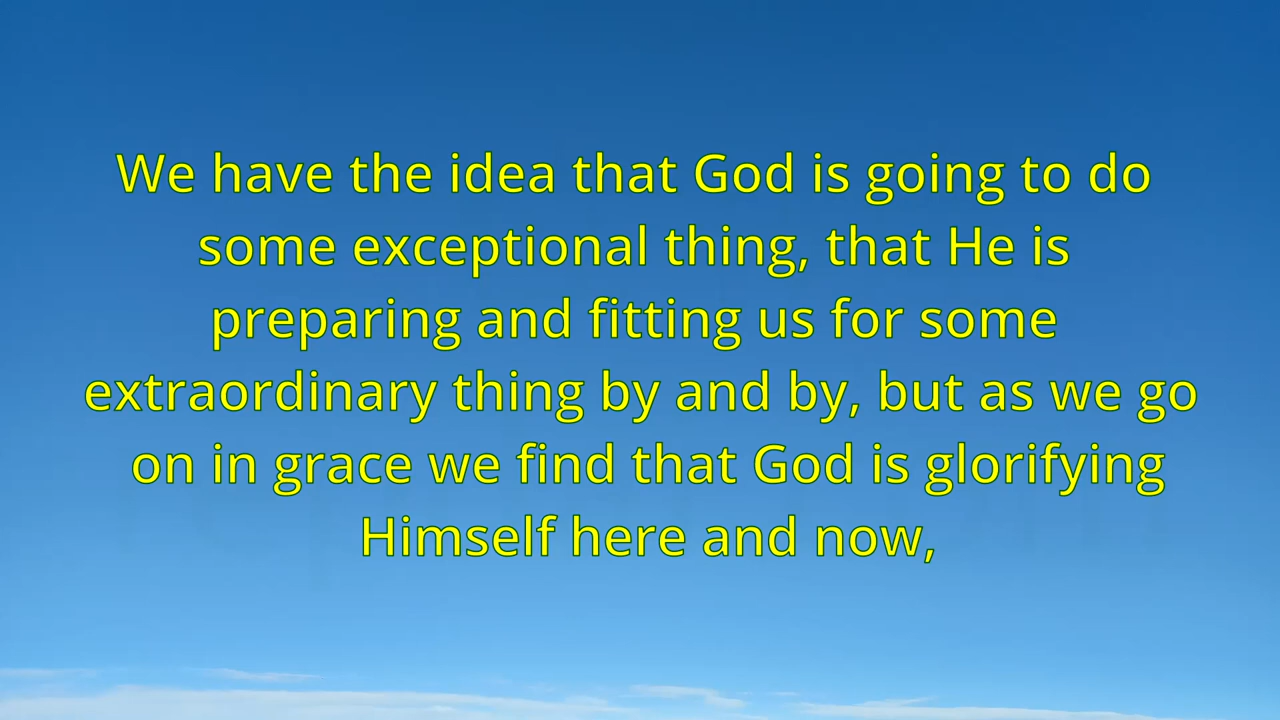 We have the idea that God is going to do
some exceptional thing, that He is
preparing and fitting us for some
extraordinary thing by and by, but as we go
on in grace we find that God is glorifying
Himself here and now,